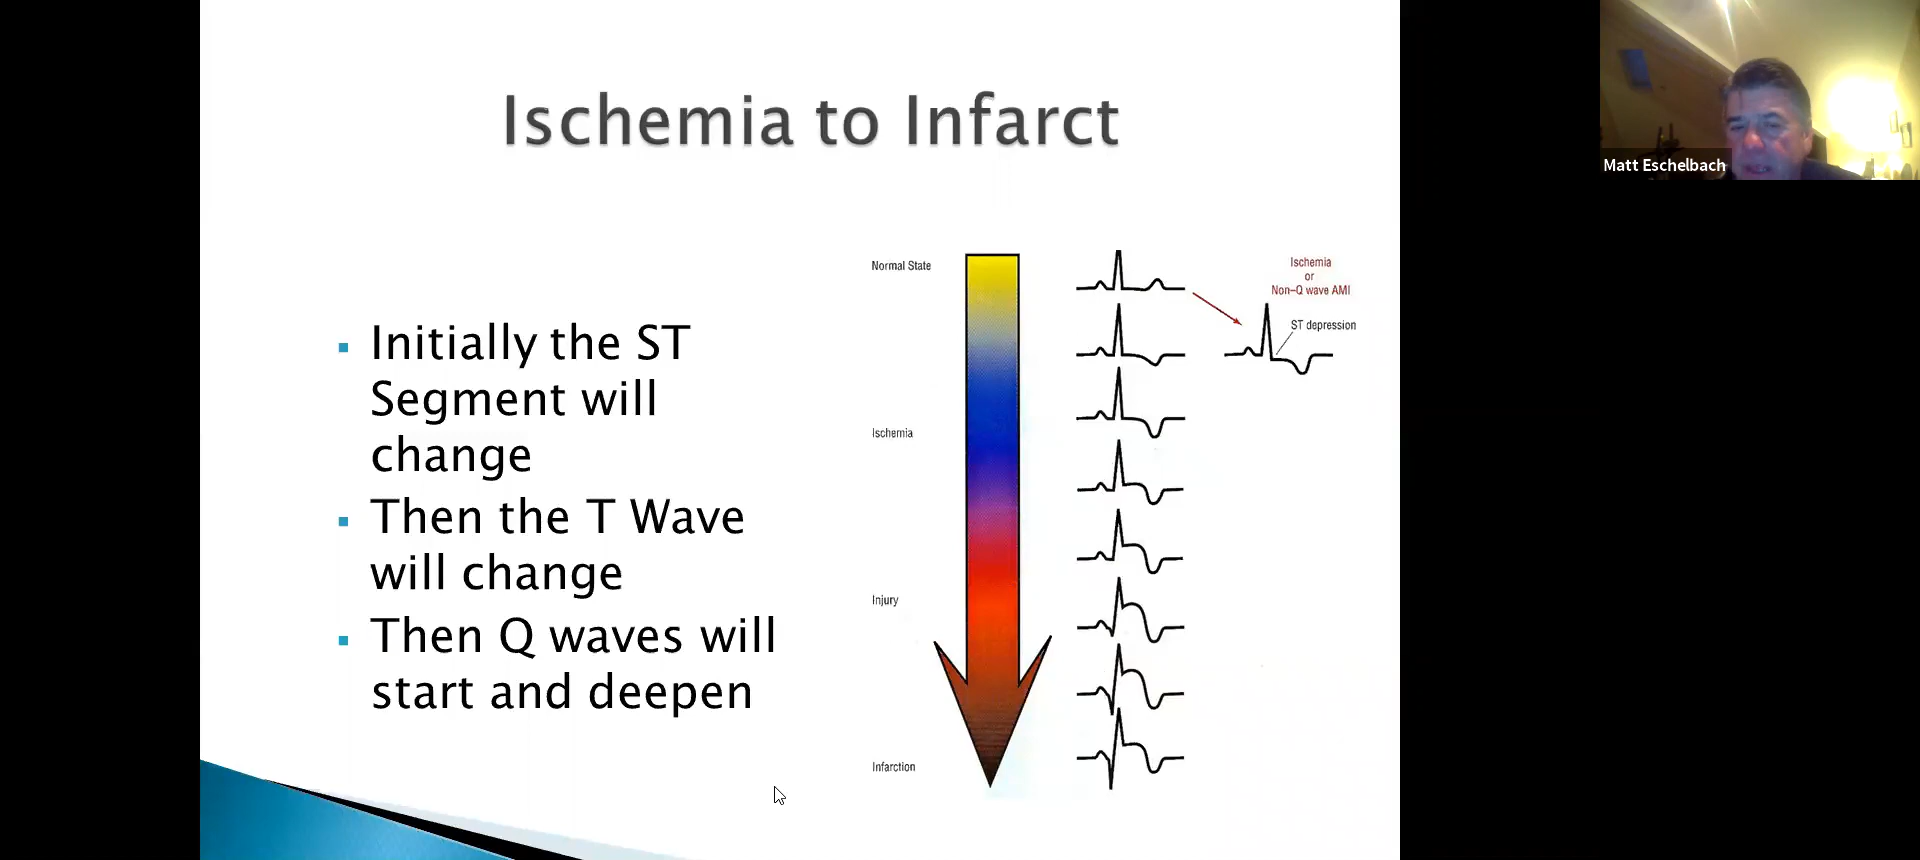 Ischemia to Infarct
Matt Eschelbach
Initially the ST
Segment will
change
Then the T Wave
will change
Then Q waves will
start and deepen
Normal State
Ischemia
Injury
Infarction
Ischemia
or
Non-Q wave AMI
ST depression